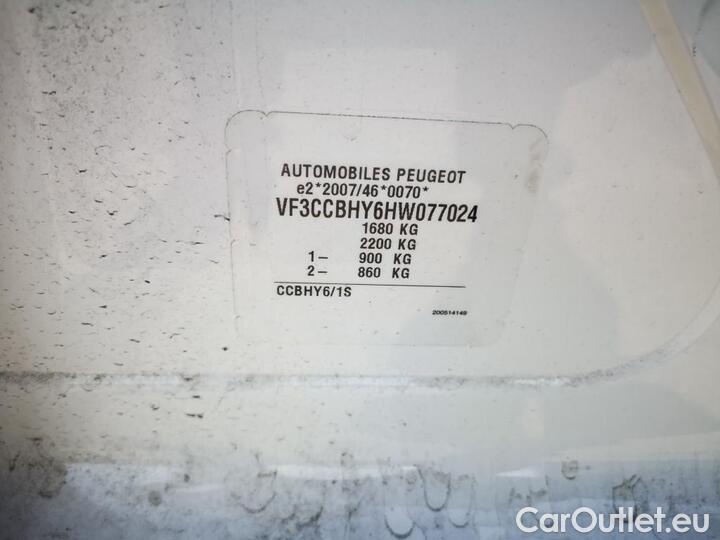 AUTOMOBILES PEUGEOT
e2*2007/46*0070*
VF3CCBHY6HW077024
1680 KG
2200 KG
1– 900 KG
2– 860 KG
CCBHY6/1S
200514149
CarOutlet.eu